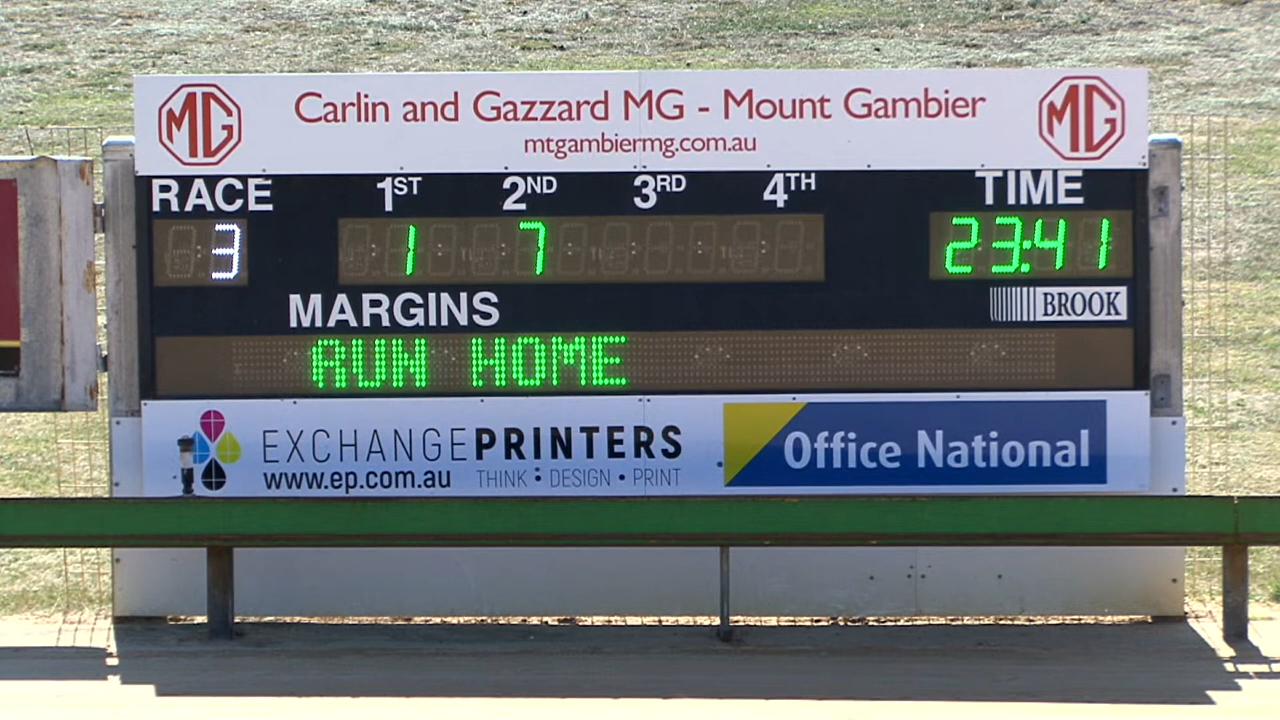 MG Carlin and Gazzard MG - Mount Gambier MG
mtgambiermg.com.au
RACE 1ST 2ND 3RD 4TH TIME
3 1 7 23:41
MARGINS BROOK
RUN HOME
EXCHANGEPRINTERS Office National
www.ep.com.au THINK : DESIGN • PRINT